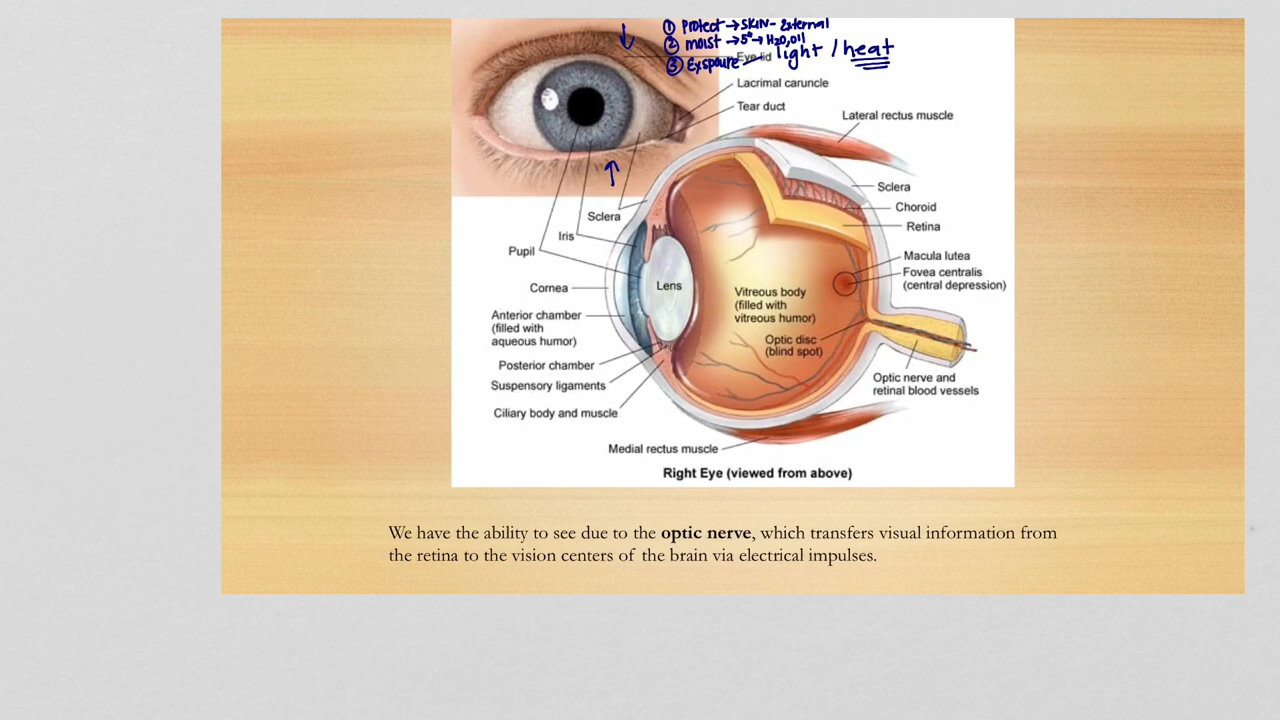 ① Protect → SKIN - External
② moist → 5" → H20, oil
③ Exspoure - light / heat
Eye lid
Lacrimal caruncle
Tear duct
Lateral rectus muscle
Sclera
Choroid
Retina
Sclera
Iris
Pupil
Macula lutea
Fovea centralis
(central depression)
Cornea
Lens
Vitreous body
(filled with
vitreous humor)
Anterior chamber
(filled with
aqueous humor)
Optic disc
(blind spot)
Posterior chamber
Suspensory ligaments
Optic nerve and
retinal blood vessels
Ciliary body and muscle
Medial rectus muscle
Right Eye (viewed from above)
We have the ability to see due to the optic nerve, which transfers visual information from
the retina to the vision centers of the brain via electrical impulses.